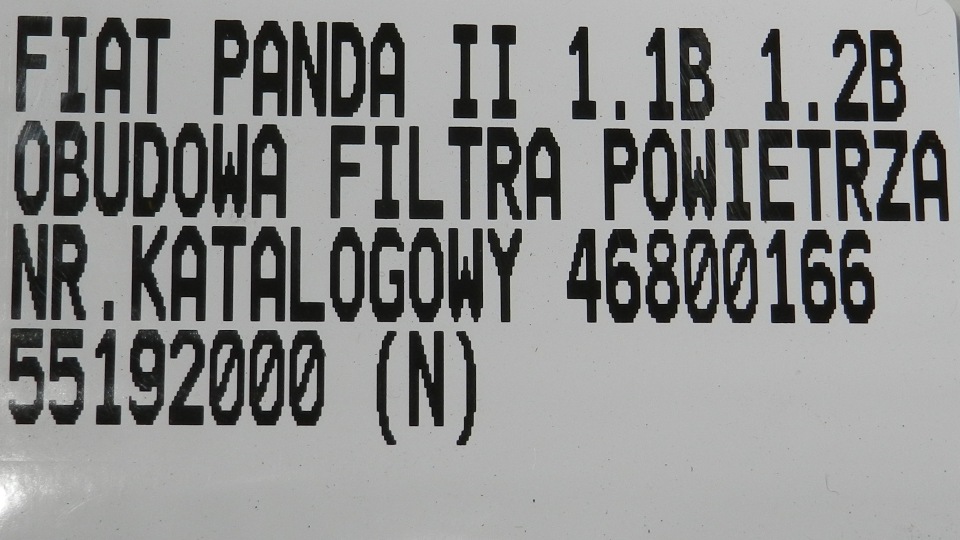 FIAT PANDA II 1.1B 1.2B
OBUDOWA FILTRA POWIETRZA
NR.KATALOGOWY 46800166
55192000 (N)